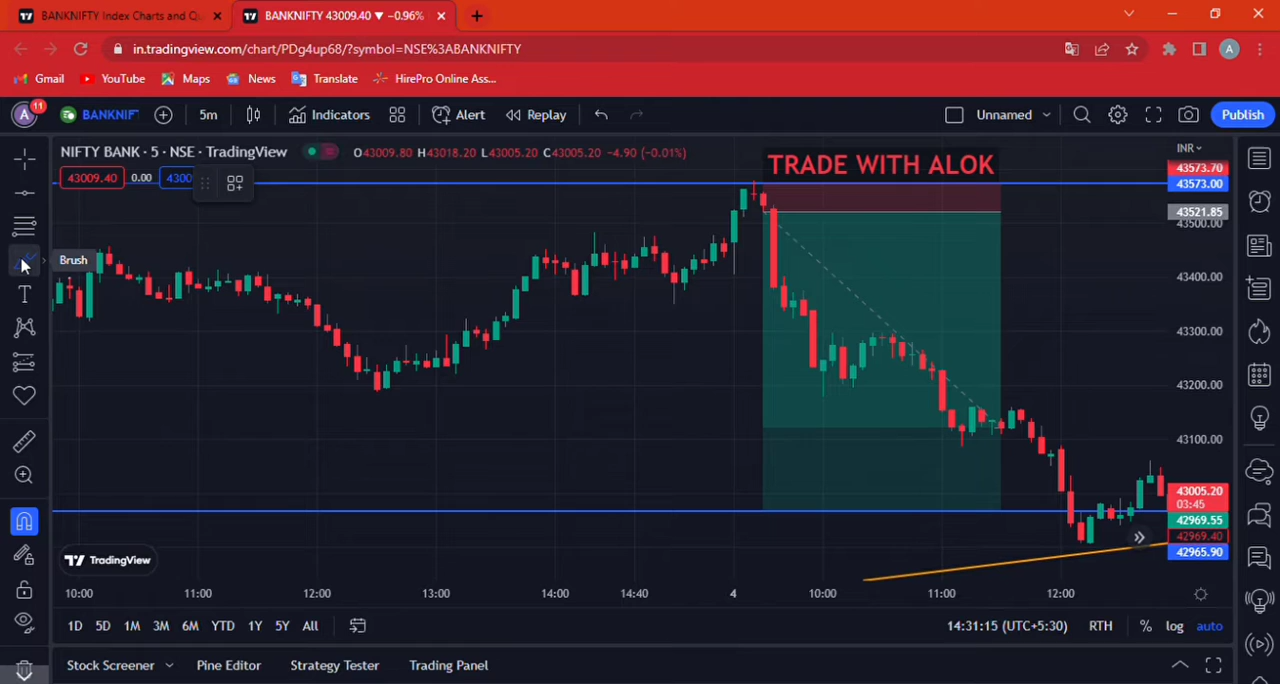 BANKNIFTY Index Charts and Qu
BANKNIFTY 43009.40 ▼ −0.96%
in.tradingview.com/chart/PDg4up68/?symbol=NSE%3ABANKNIFTY
A
Gmail YouTube Maps News Translate HirePro Online Ass...
A 11 BANKNIF 5m Indicators Alert Replay Unnamed Publish
NIFTY BANK · 5 · NSE · TradingView O43009.80 H43018.20 L43005.20 C43005.20 −4.90 (−0.01%)
INR
TRADE WITH ALOK
43009.40 0.00 4300
43573.70
43573.00
43521.85
43500.00
Brush
43400.00
43300.00
43200.00
43100.00
43005.20
03:45
42969.55
42969.40
42965.90
TradingView
10:00 11:00 12:00 13:00 14:00 14:40 4 10:00 11:00 12:00
1D 5D 1M 3M 6M YTD 1Y 5Y All 14:31:15 (UTC+5:30) RTH % log auto
Stock Screener Pine Editor Strategy Tester Trading Panel